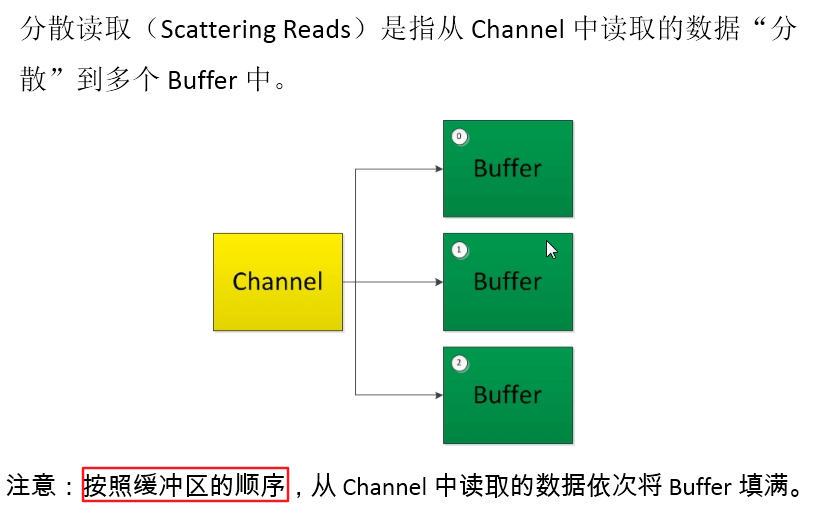 分散读取（Scattering Reads）是指从 Channel 中读取的数据“分
散”到多个 Buffer 中。
0
Buffer
Channel
1
Buffer
2
Buffer
注意：按照缓冲区的顺序，从 Channel 中读取的数据依次将 Buffer 填满。